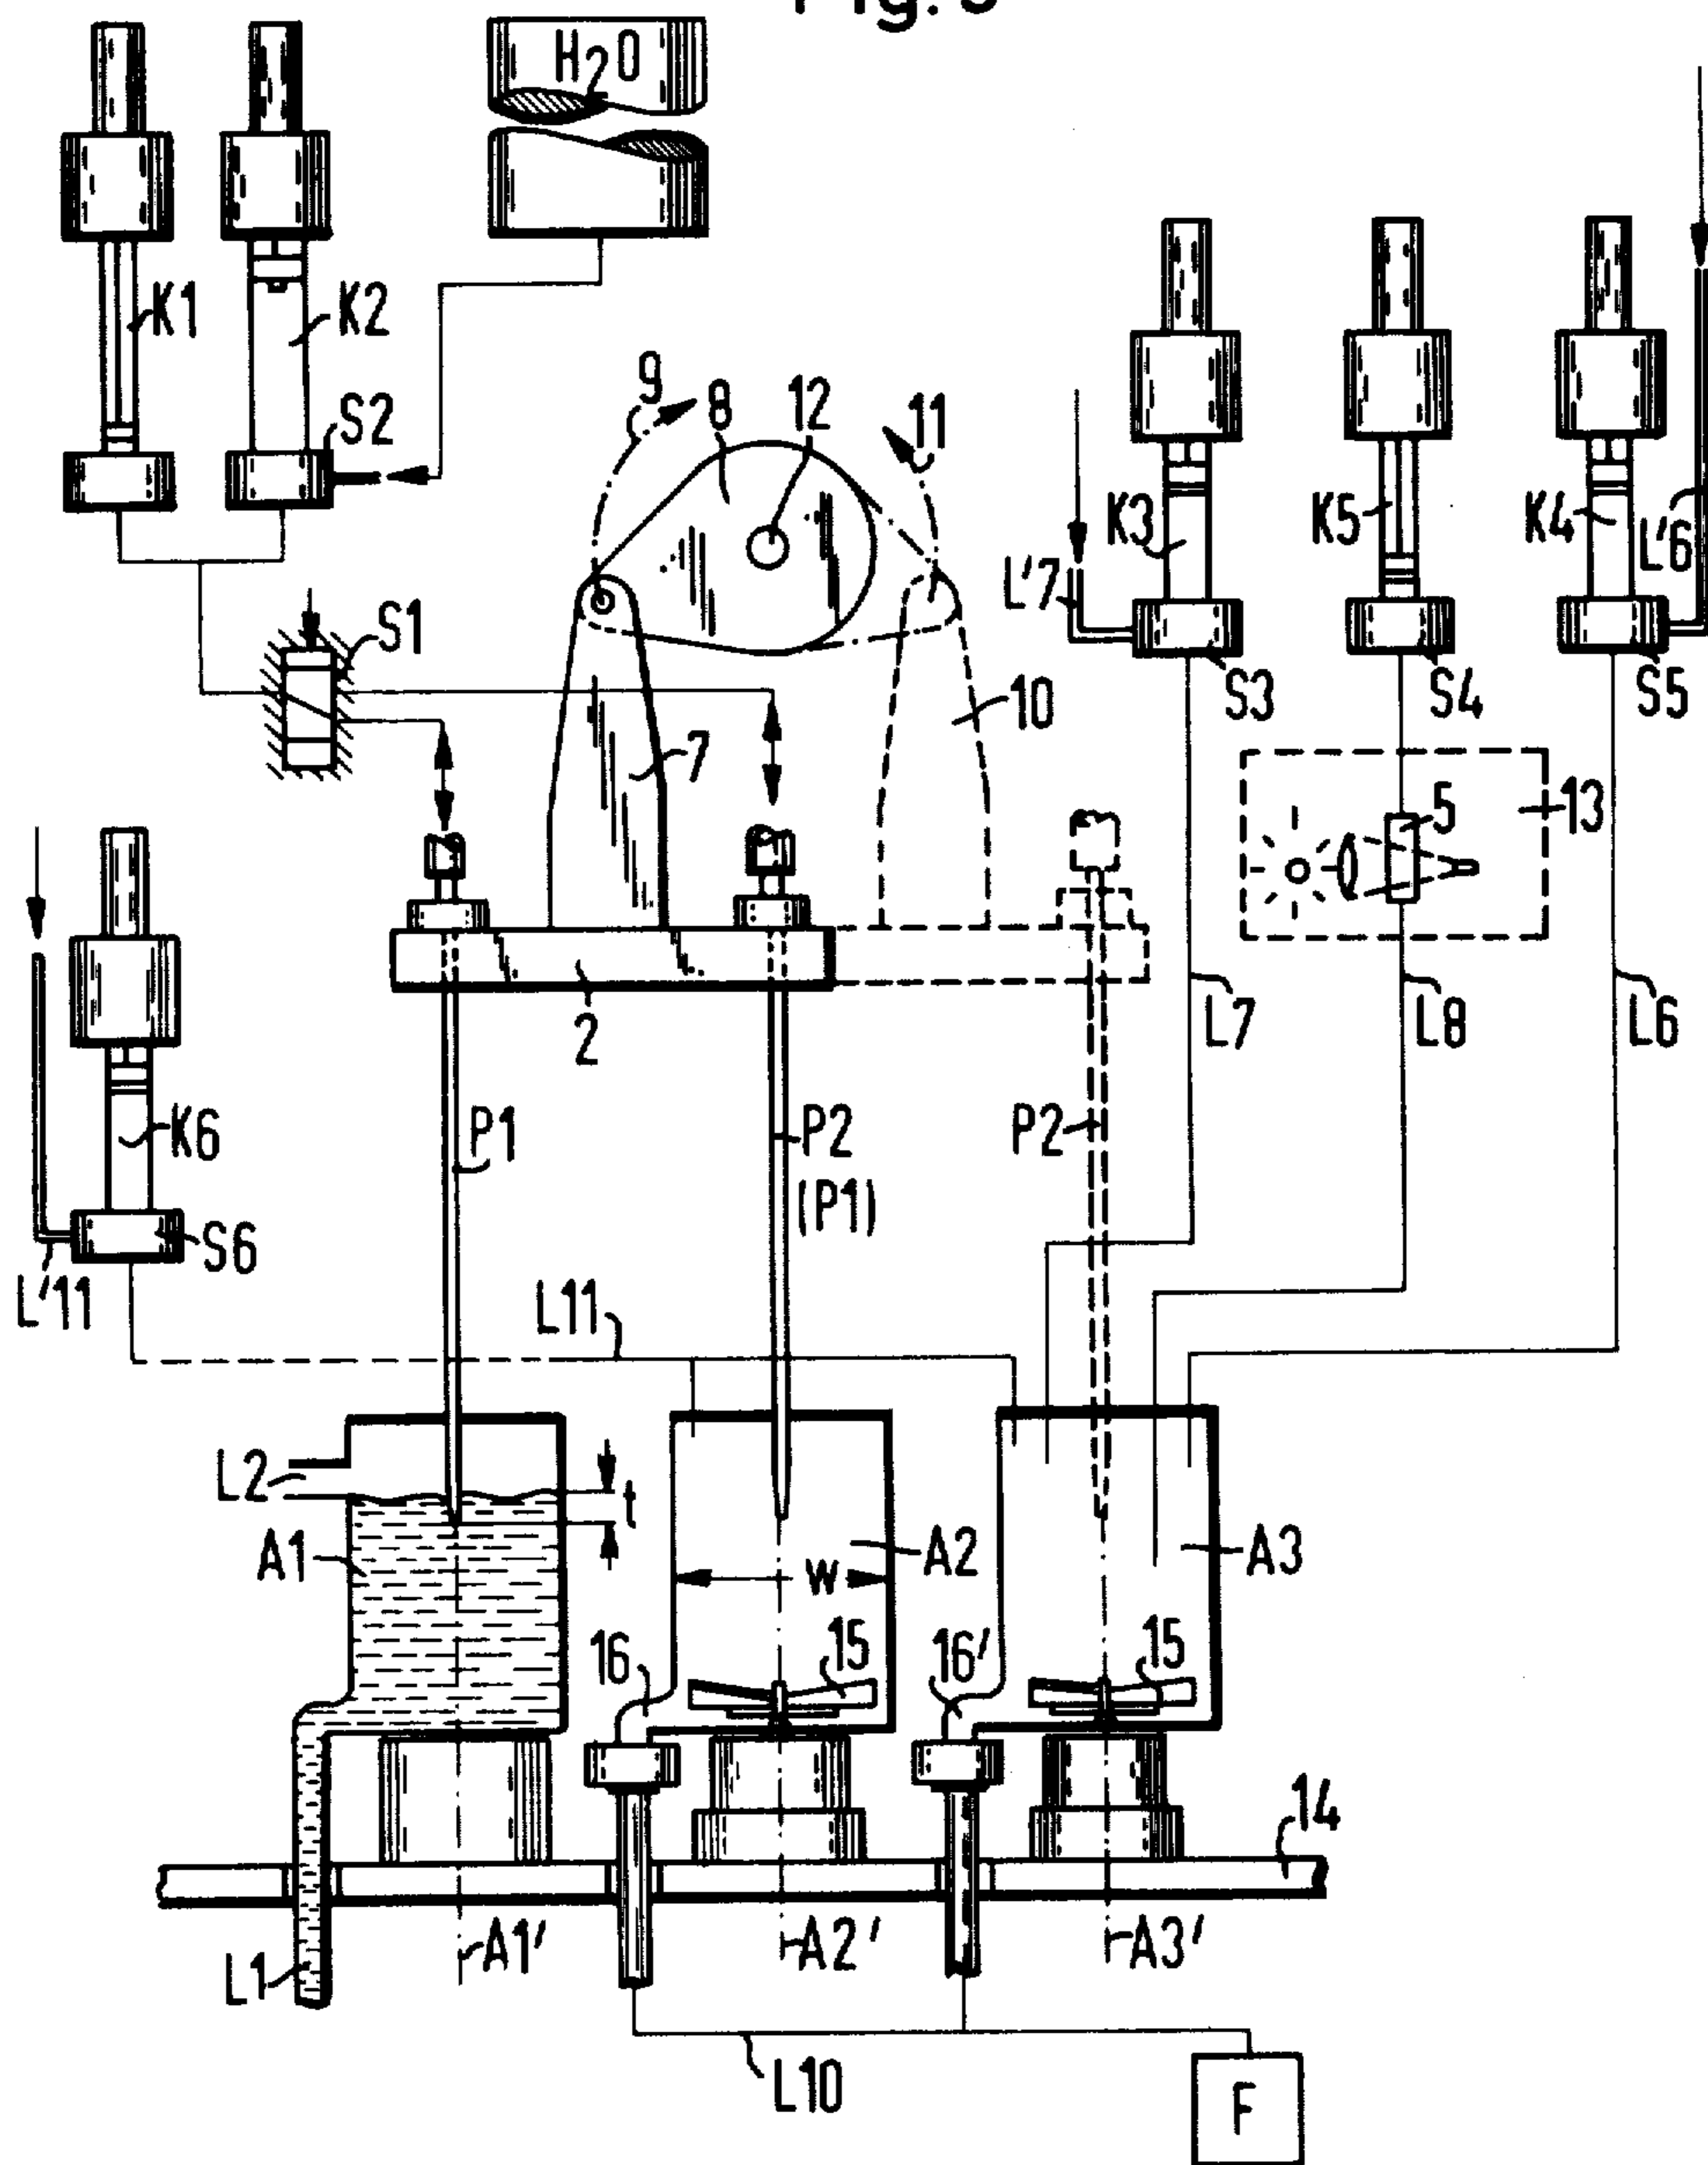 H2O
K1
K2
S2
9
8
12
11
K3
K5
K4
L'6
L'7
S1
S3
S4
S5
7
10
5
13
2
L7
L8
L6
K6
P1
P2
(P1)
P2
S6
L'11
L11
L2
t
A1
A2
A3
W
16
15
16'
15
14
L1
A1'
A2'
A3'
L10
F